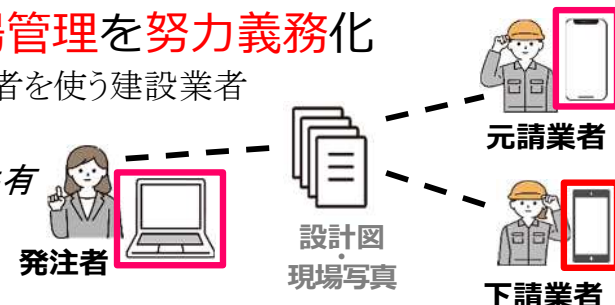 場管理を努力義務化
者を使う建設業者
有
元請業者
発注者
設計図
・
現場写真
下請業者